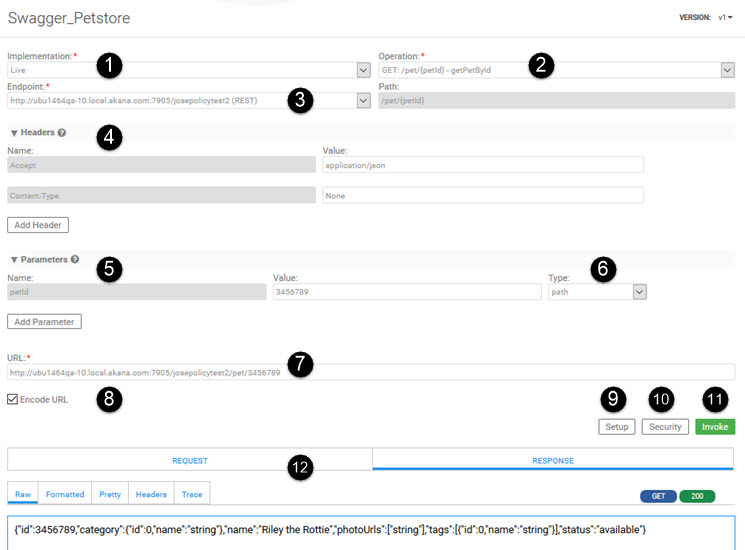 Swagger_Petstore VERSION: v1
Implementation: * 1 Operation: * 2
Live GET: /pet/{petId} - getPetById
Endpoint: * 3 Path:
http://ubu1464qa-10.local.akana.com:7905/josepolicytest2 (REST) /pet/{petId}
Headers ? 4
Name: Value:
Accept application/json
Content-Type None
Add Header
Parameters ? 5 6
Name: Value: Type:
petId 3456789 path
Add Parameter
URL: * 7
http://ubu1464qa-10.local.akana.com:7905/josepolicytest2/pet/3456789
Encode URL 8 9 10 11
Setup Security Invoke
REQUEST 12 RESPONSE
Raw Formatted Pretty Headers Trace GET 200
{"id":3456789,"category":{"id":0,"name":"string"},"name":"Riley the Rottie","photoUrls":["string"],"tags":[{"id":0,"name":"string"}],"status":"available"}